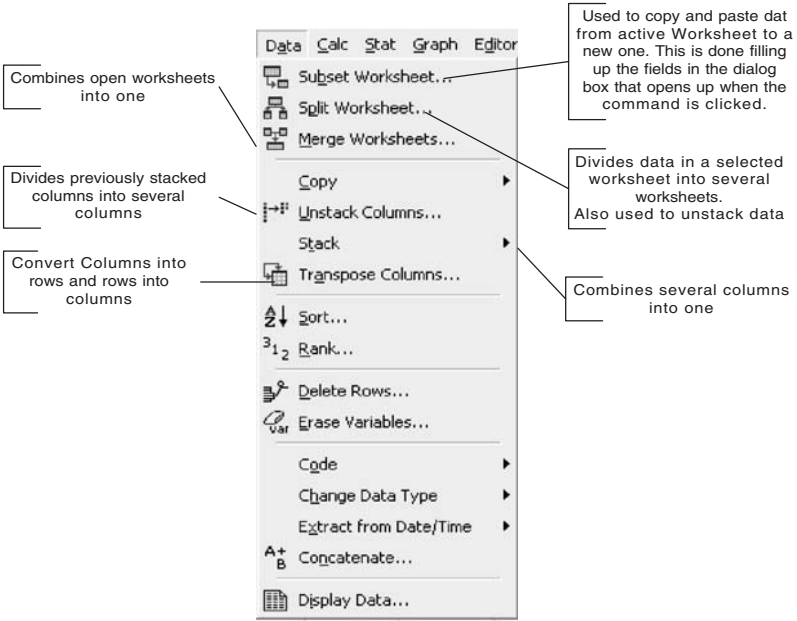 Data Calc Stat Graph Editor
Subset Worksheet...
Split Worksheet...
Merge Worksheets...
Copy
Unstack Columns...
Stack
Transpose Columns...
Sort...
Rank...
Delete Rows...
Erase Variables...
Code
Change Data Type
Extract from Date/Time
Concatenate...
Display Data...
Combines open worksheets
into one
Divides previously stacked
columns into several
columns
Convert Columns into
rows and rows into
columns
Used to copy and paste dat
from active Worksheet to a
new one. This is done filling
up the fields in the dialog
box that opens up when the
command is clicked.
Divides data in a selected
worksheet into several
worksheets.
Also used to unstack data
Combines several columns
into one